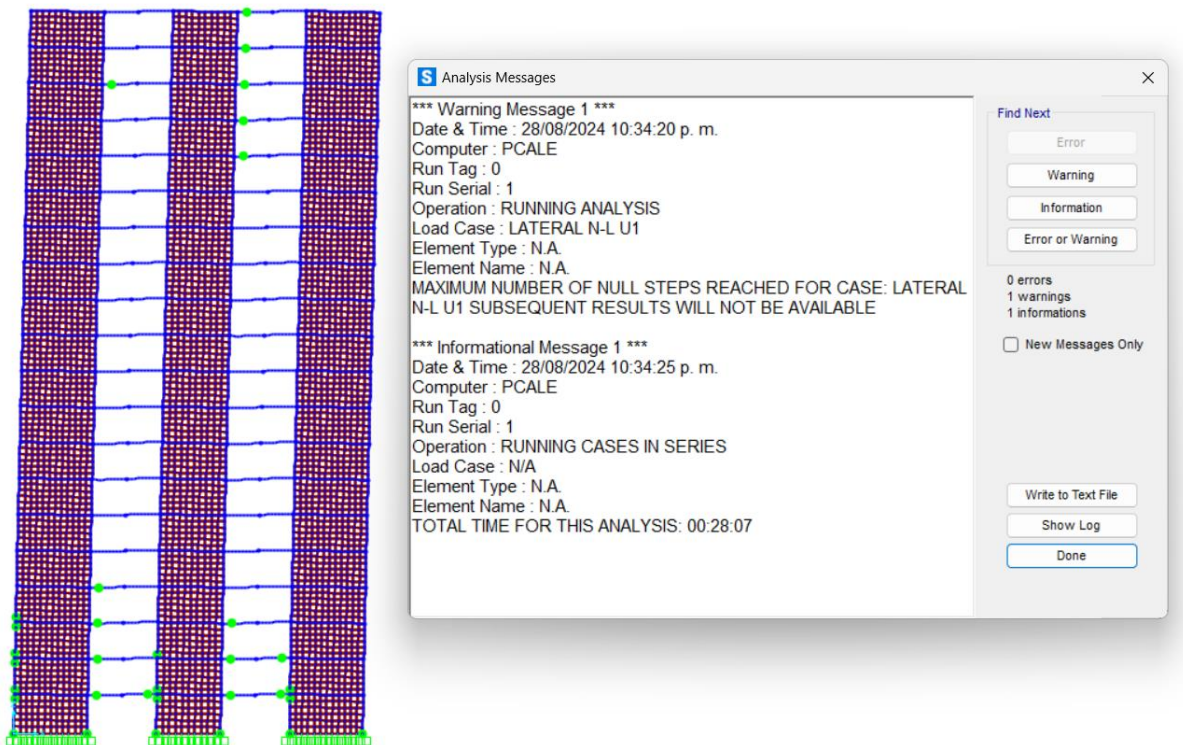 S Analysis Messages
*** Warning Message 1 ***
Date & Time : 28/08/2024 10:34:20 p. m.
Computer : PCALE
Run Tag : 0
Run Serial : 1
Operation : RUNNING ANALYSIS
Load Case : LATERAL N-L U1
Element Type : N.A.
Element Name : N.A.
MAXIMUM NUMBER OF NULL STEPS REACHED FOR CASE: LATERAL
N-L U1 SUBSEQUENT RESULTS WILL NOT BE AVAILABLE
*** Informational Message 1 ***
Date & Time : 28/08/2024 10:34:25 p. m.
Computer : PCALE
Run Tag : 0
Run Serial : 1
Operation : RUNNING CASES IN SERIES
Load Case : N/A
Element Type : N.A.
Element Name : N.A.
TOTAL TIME FOR THIS ANALYSIS: 00:28:07
Find Next
Error
Warning
Information
Error or Warning
0 errors
1 warnings
1 informations
New Messages Only
Write to Text File
Show Log
Done